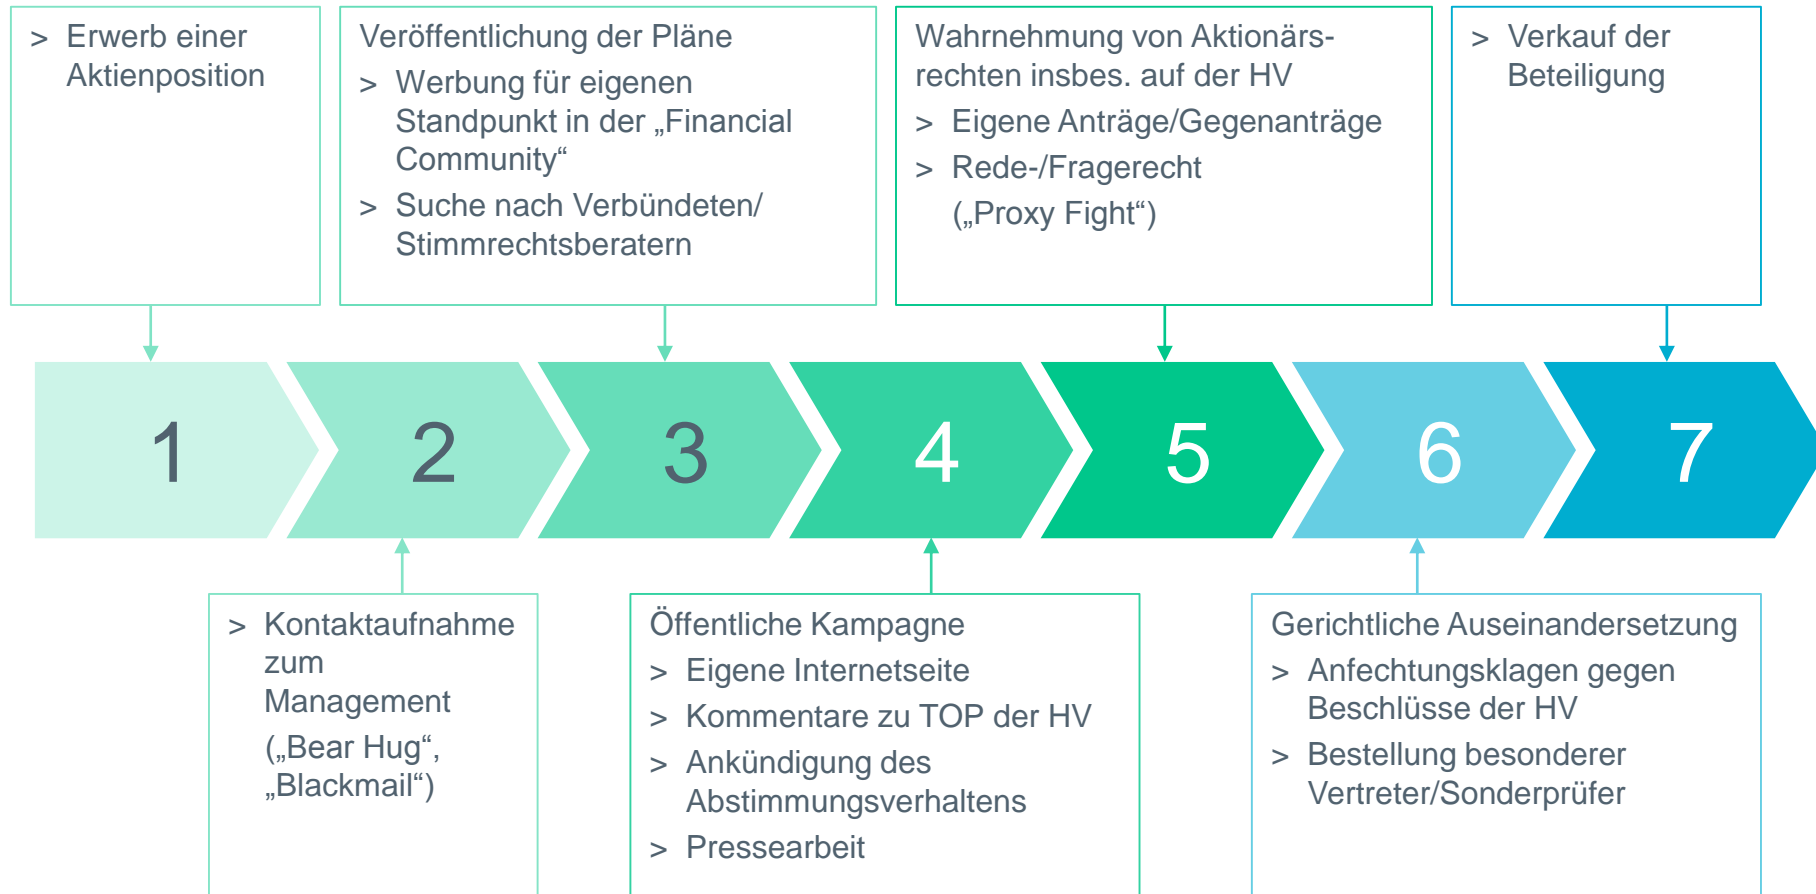 > Erwerb einer
Aktienposition
Veröffentlichung der Pläne
> Werbung für eigenen
Standpunkt in der „Financial
Community“
> Suche nach Verbündeten/
Stimmrechtsberatern
Wahrnehmung von Aktionärs-
rechten insbes. auf der HV
> Eigene Anträge/Gegenanträge
> Rede-/Fragerecht
(„Proxy Fight“)
> Verkauf der
Beteiligung
1
2
3
4
5
6
7
> Kontaktaufnahme
zum
Management
(„Bear Hug“,
„Blackmail“)
Öffentliche Kampagne
> Eigene Internetseite
> Kommentare zu TOP der HV
> Ankündigung des
Abstimmungsverhaltens
> Pressearbeit
Gerichtliche Auseinandersetzung
> Anfechtungsklagen gegen
Beschlüsse der HV
> Bestellung besonderer
Vertreter/Sonderprüfer